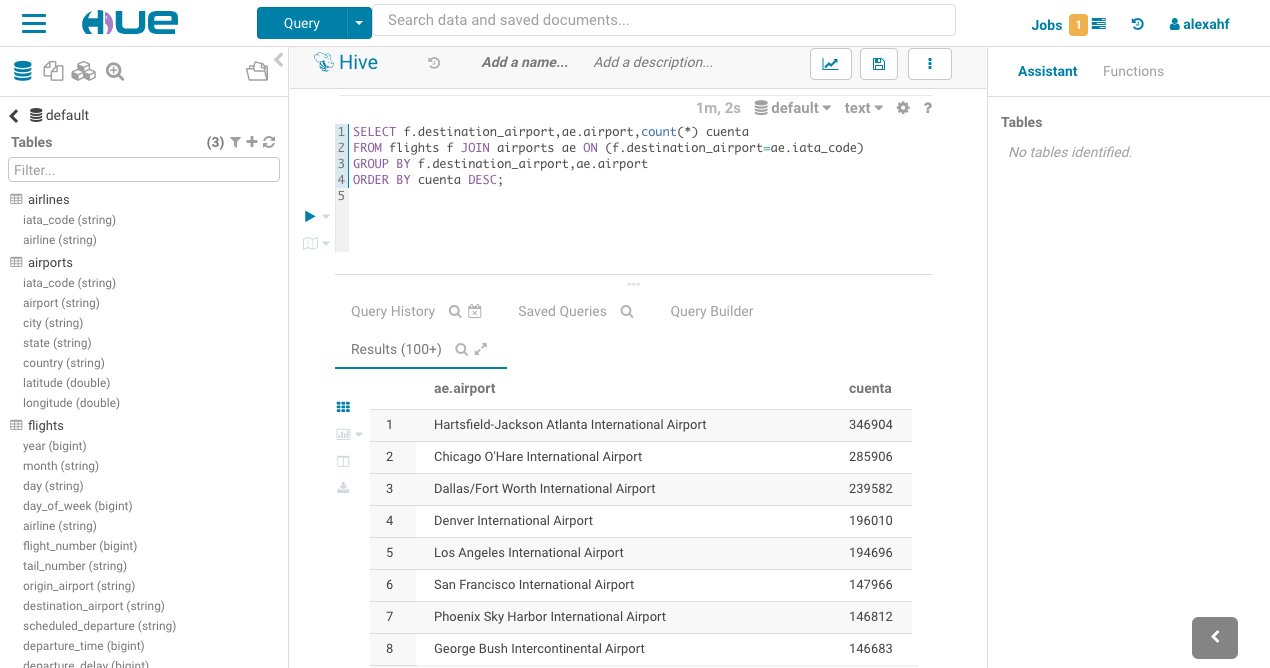 HUE
Query
Search data and saved documents...
Jobs 1
alexahf
Hive
Add a name...
Add a description...
Assistant
Functions
default
Tables
(3)
Filter...
airlines
iata_code (string)
airline (string)
airports
iata_code (string)
airport (string)
city (string)
state (string)
country (string)
latitude (double)
longitude (double)
flights
year (bigint)
month (string)
day (string)
day_of_week (bigint)
airline (string)
flight_number (bigint)
tail_number (string)
origin_airport (string)
destination_airport (string)
scheduled_departure (string)
departure_time (bigint)
departure_delay (bigint)
1m, 2s default text ?
1 SELECT f.destination_airport,ae.airport,count(*) cuenta
2 FROM flights f JOIN airports ae ON (f.destination_airport=ae.iata_code)
3 GROUP BY f.destination_airport,ae.airport
4 ORDER BY cuenta DESC;
5
Query History
Saved Queries
Query Builder
Results (100+)
ae.airport cuenta
1 Hartsfield-Jackson Atlanta International Airport 346904
2 Chicago O'Hare International Airport 285906
3 Dallas/Fort Worth International Airport 239582
4 Denver International Airport 196010
5 Los Angeles International Airport 194696
6 San Francisco International Airport 147966
7 Phoenix Sky Harbor International Airport 146812
8 George Bush Intercontinental Airport 146683
Tables
No tables identified.